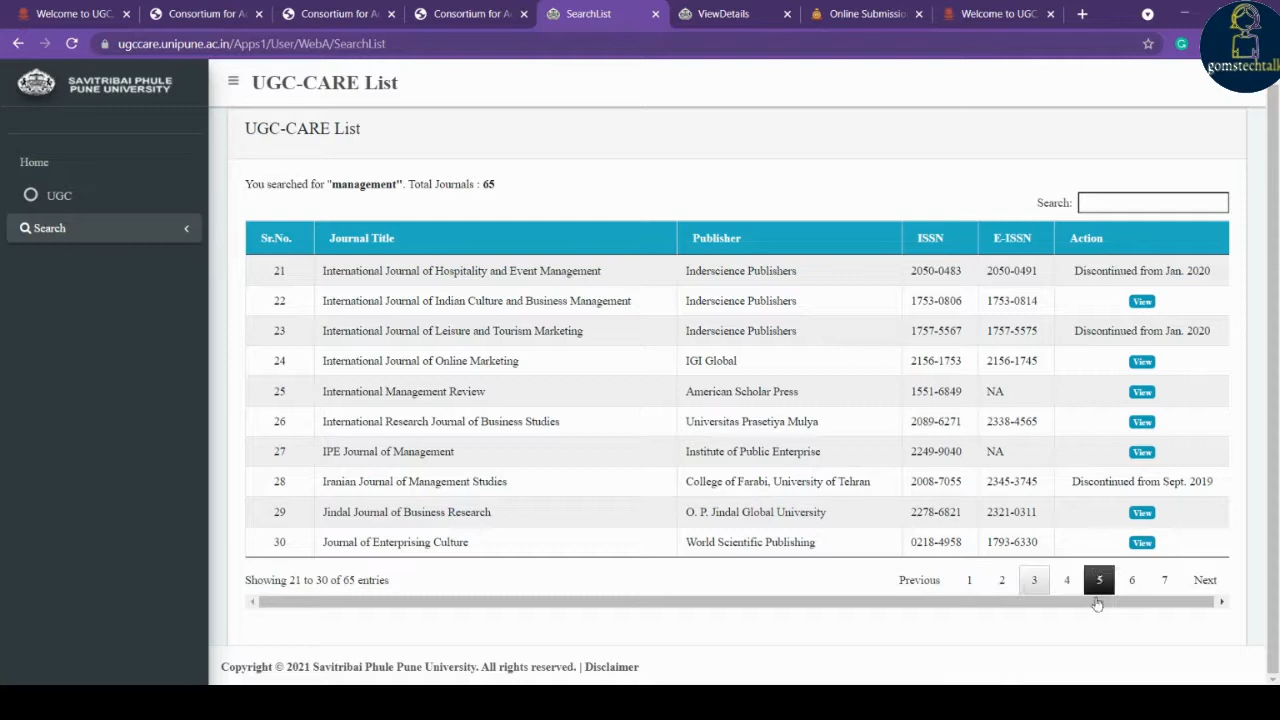 Welcome to UGC,
Consortium for Ac
Consortium for Ac
Consortium for Ac
SearchList
ViewDetails
Online Submissio
Welcome to UGC
ugccare.unipune.ac.in/Apps1/User/WebA/SearchList
gomstechtalk
SAVITRIBAI PHULE
PUNE UNIVERSITY
UGC-CARE List
Home
UGC
Search
UGC-CARE List
You searched for "management". Total Journals : 65
Search:
Sr.No. Journal Title Publisher ISSN E-ISSN Action
21 International Journal of Hospitality and Event Management Inderscience Publishers 2050-0483 2050-0491 Discontinued from Jan. 2020
22 International Journal of Indian Culture and Business Management Inderscience Publishers 1753-0806 1753-0814 View
23 International Journal of Leisure and Tourism Marketing Inderscience Publishers 1757-5567 1757-5575 Discontinued from Jan. 2020
24 International Journal of Online Marketing IGI Global 2156-1753 2156-1745 View
25 International Management Review American Scholar Press 1551-6849 NA View
26 International Research Journal of Business Studies Universitas Prasetiya Mulya 2089-6271 2338-4565 View
27 IPE Journal of Management Institute of Public Enterprise 2249-9040 NA View
28 Iranian Journal of Management Studies College of Farabi, University of Tehran 2008-7055 2345-3745 Discontinued from Sept. 2019
29 Jindal Journal of Business Research O. P. Jindal Global University 2278-6821 2321-0311 View
30 Journal of Enterprising Culture World Scientific Publishing 0218-4958 1793-6330 View
Showing 21 to 30 of 65 entries
Previous 1 2 3 4 5 6 7 Next
Copyright © 2021 Savitribai Phule Pune University. All rights reserved. | Disclaimer